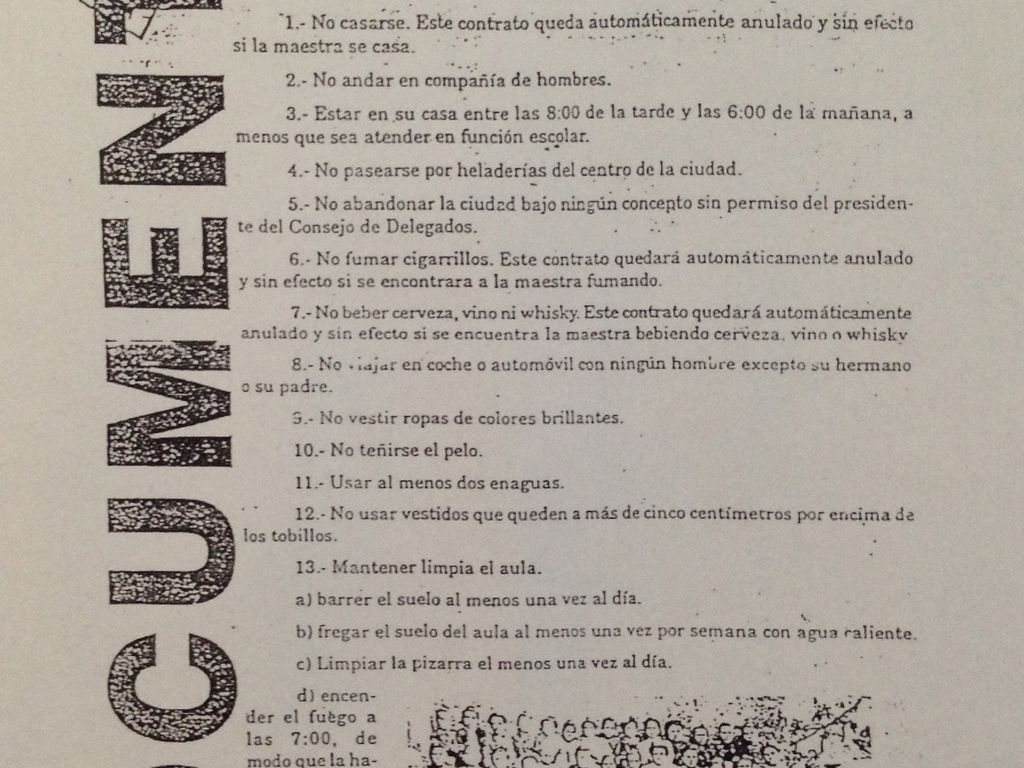 DOCUMENT
1.- No casarse. Este contrato queda automáticamente anulado y sin efecto
si la maestra se casa.
2.- No andar en compañía de hombres.
3.- Estar en su casa entre las 8:00 de la tarde y las 6:00 de la mañana, a
menos que sea atender en función escolar.
4.- No pasearse por heladerías del centro de la ciudad.
5.- No abandonar la ciudad bajo ningún concepto sin permiso del presiden-
te del Consejo de Delegados.
6.- No fumar cigarrillos. Este contrato quedará automáticamente anulado
y sin efecto si se encontrara a la maestra fumando.
7.- No beber cerveza, vino ni whisky. Este contrato quedará automáticamente
anulado y sin efecto si se encuentra la maestra bebiendo cerveza, vino o whisky
8.- No viajar en coche o automóvil con ningún hombre excepto su hermano
o su padre.
9.- No vestir ropas de colores brillantes.
10.- No teñirse el pelo.
11.- Usar al menos dos enaguas.
12.- No usar vestidos que queden a más de cinco centímetros por encima de
los tobillos.
13.- Mantener limpia el aula.
a) barrer el suelo al menos una vez al día.
b) fregar el suelo del aula al menos una vez por semana con agua caliente.
c) Limpiar la pizarra el menos una vez al día.
d) encen-
der el fuego a
las 7:00, de
modo que la ha-